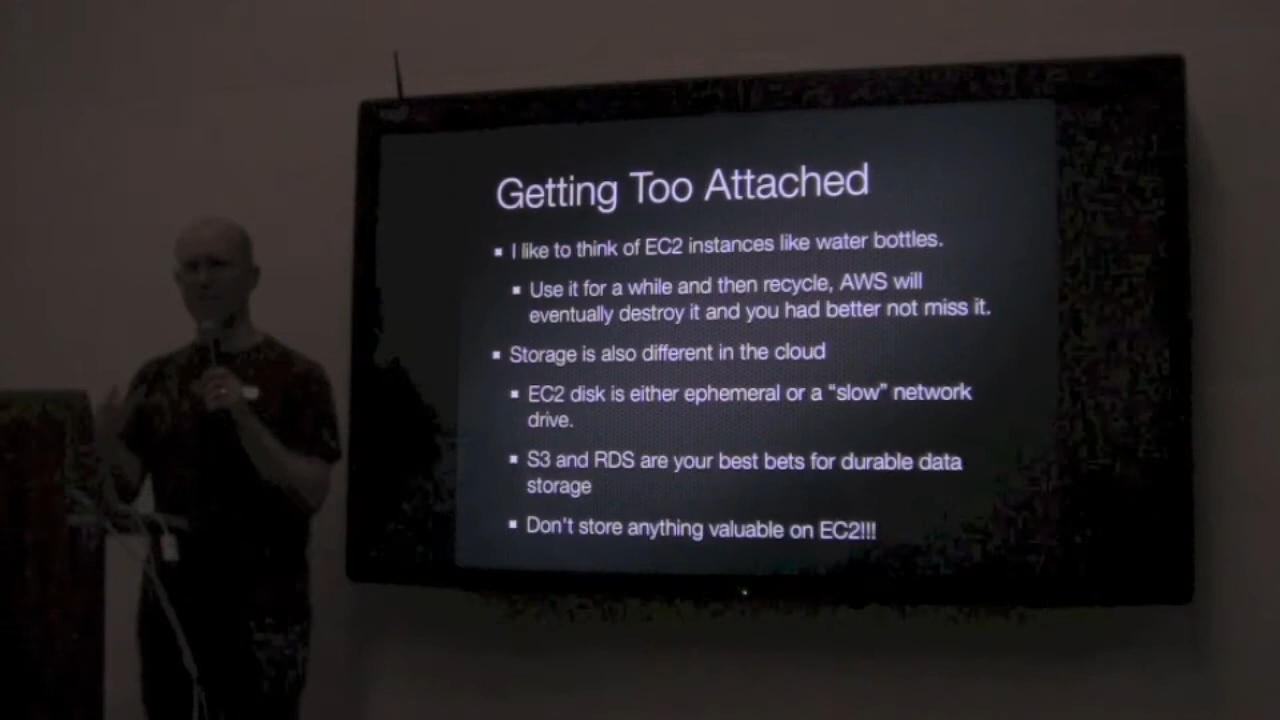 Getting Too Attached
▪ I like to think of EC2 instances like water bottles.
▪ Use it for a while and then recycle, AWS will
eventually destroy it and you had better not miss it.
▪ Storage is also different in the cloud
▪ EC2 disk is either ephemeral or a “slow” network
drive.
▪ S3 and RDS are your best bets for durable data
storage
▪ Don't store anything valuable on EC2!!!